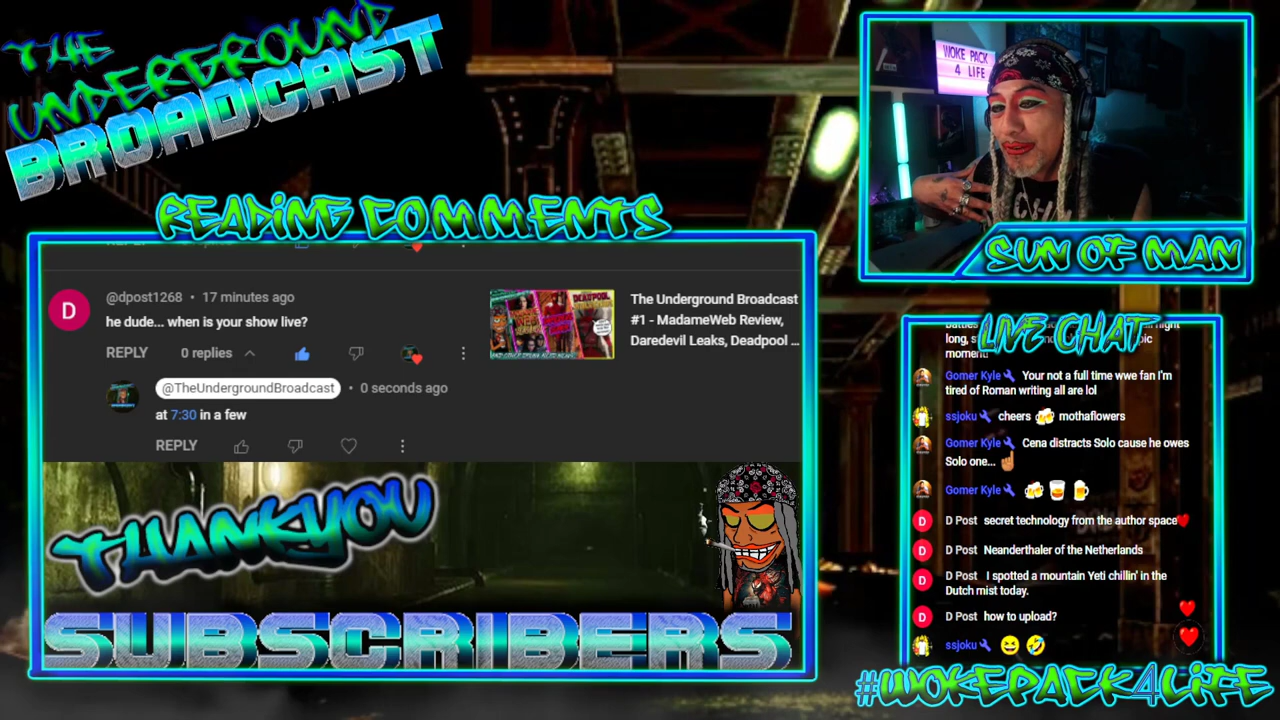 THE
UNDERGROUND
BROADCAST
READING COMMENTS
@dpost1268 • 17 minutes ago
he dude... when is your show live?
REPLY 0 replies
@TheUndergroundBroadcast • 0 seconds ago
at 7:30 in a few
REPLY
The Underground Broadcast
#1 - MadameWeb Review,
Daredevil Leaks, Deadpool ...
DEADPOOL
THANKYOU
SUBSCRIBERS
WOKE PACK
4 LIFE
SUN OF MAN
LIVE CHAT
night
long,
moment
Gomer Kyle Your not a full time wwe fan I'm
tired of Roman writing all are lol
ssjoku cheers 🍻 mothaflowers
Gomer Kyle Cena distracts Solo cause he owes
Solo one... ☝🏽
Gomer Kyle 🍻 🥃 🍺
D D Post secret technology from the author space
D D Post Neanderthaler of the Netherlands
D D Post I spotted a mountain Yeti chillin' in the
Dutch mist today.
D D Post how to upload?
ssjoku 😆 🤣
#WOKEPACK4LIFE